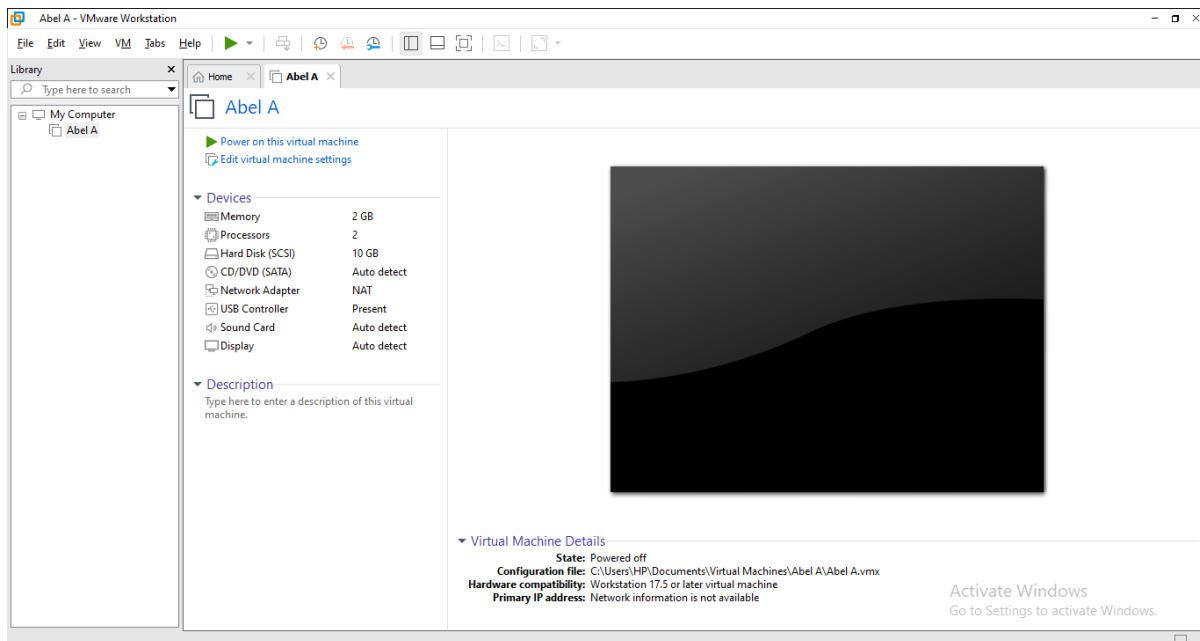 Abel A - VMware Workstation
File Edit View VM Tabs Help
Library
Type here to search
My Computer
Abel A
Home
Abel A
Abel A
Power on this virtual machine
Edit virtual machine settings
Devices
Memory 2 GB
Processors 2
Hard Disk (SCSI) 10 GB
CD/DVD (SATA) Auto detect
Network Adapter NAT
USB Controller Present
Sound Card Auto detect
Display Auto detect
Description
Type here to enter a description of this virtual
machine.
Virtual Machine Details
State: Powered off
Configuration file: C:\Users\HP\Documents\Virtual Machines\Abel A\Abel A.vmx
Hardware compatibility: Workstation 17.5 or later virtual machine
Primary IP address: Network information is not available
Activate Windows
Go to Settings to activate Windows.